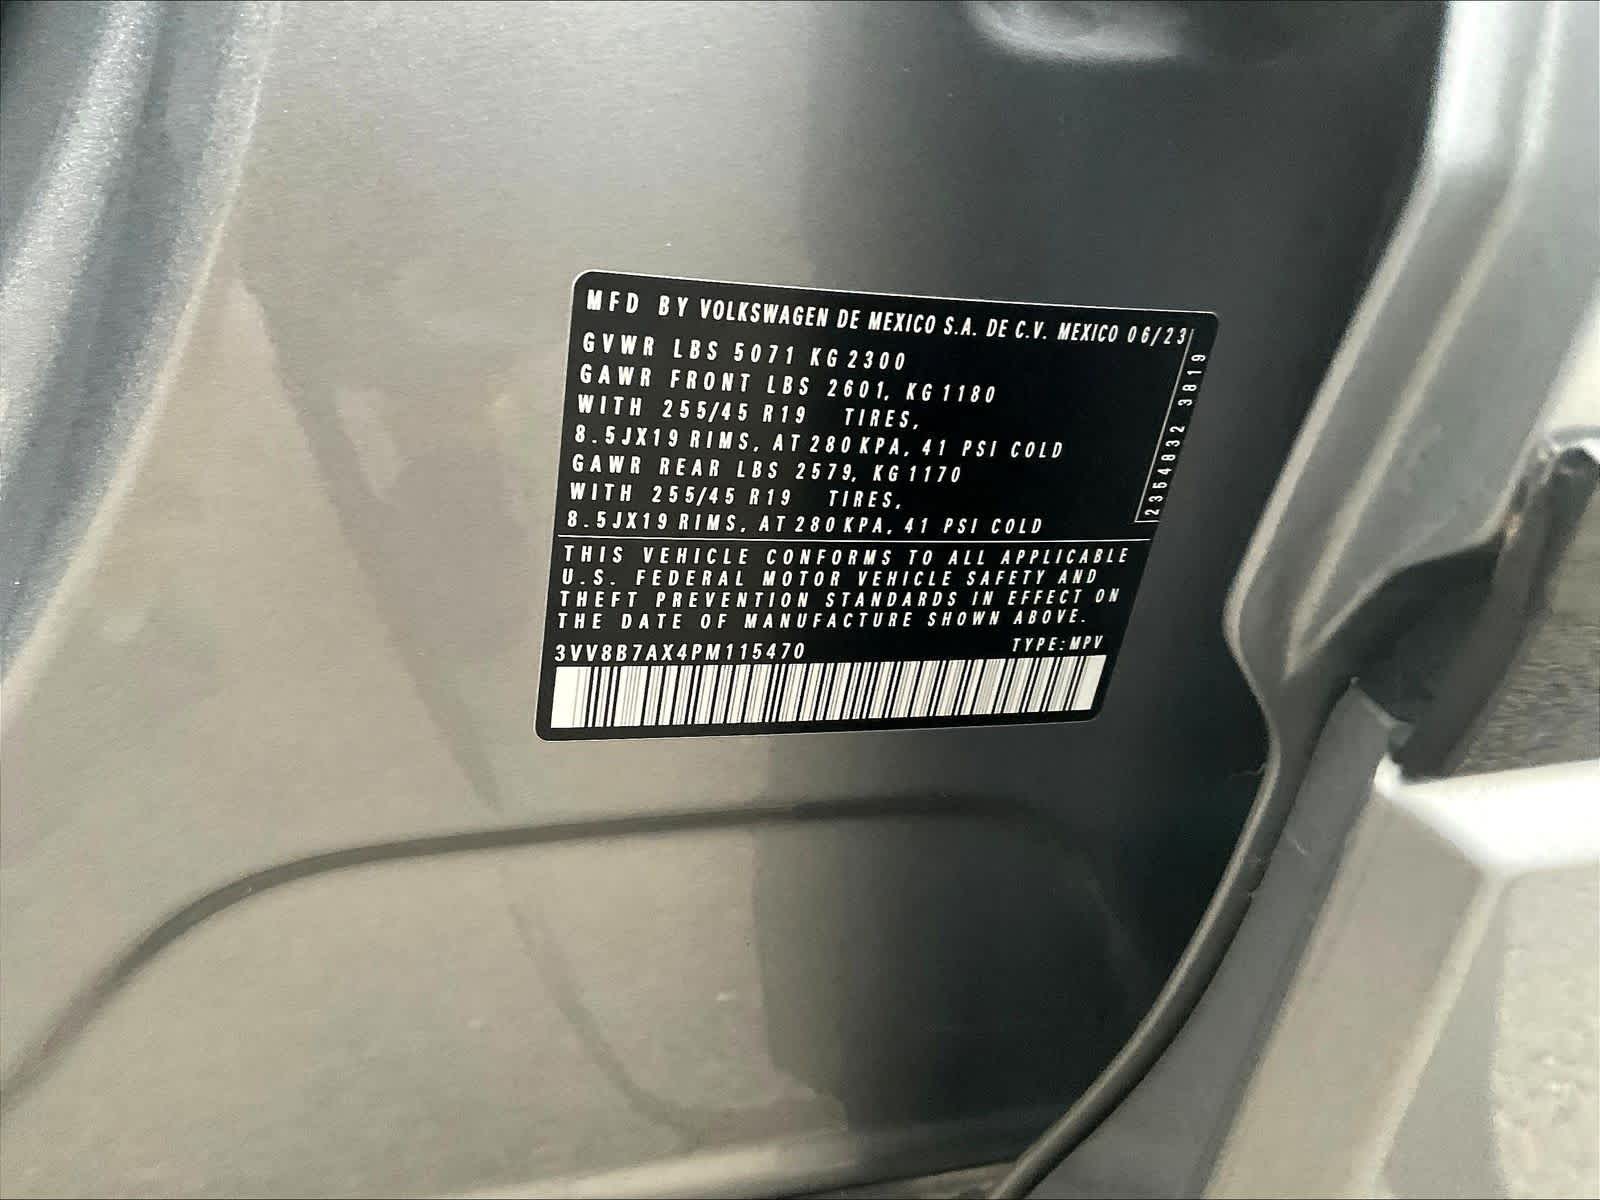 MFD BY VOLKSWAGEN DE MEXICO S.A. DE C.V. MEXICO 06/23
GVWR LBS 5071 KG 2300
GAWR FRONT LBS 2601, KG 1180
WITH 255/45 R19 TIRES,
8.5JX19 RIMS, AT 280 KPA, 41 PSI COLD
GAWR REAR LBS 2579, KG 1170
WITH 255/45 R19 TIRES,
8.5JX19 RIMS, AT 280 KPA, 41 PSI COLD
2354832 3819
THIS VEHICLE CONFORMS TO ALL APPLICABLE
U.S. FEDERAL MOTOR VEHICLE SAFETY AND
THEFT PREVENTION STANDARDS IN EFFECT ON
THE DATE OF MANUFACTURE SHOWN ABOVE.
3VV8B7AX4PM115470 TYPE:MPV